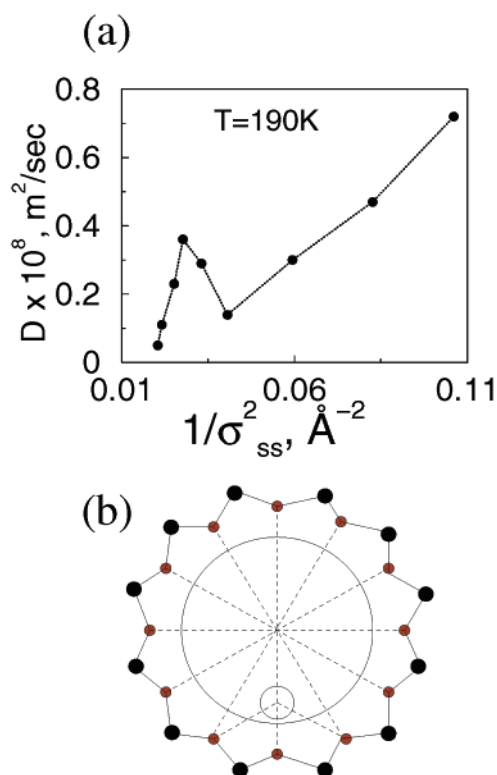 (a)
0.8
T=190K
0.6
0.4
0.2
0
D x 10⁸, m²/sec
0.01 0.06 0.11
1/σ²ss, Å⁻²
(b)